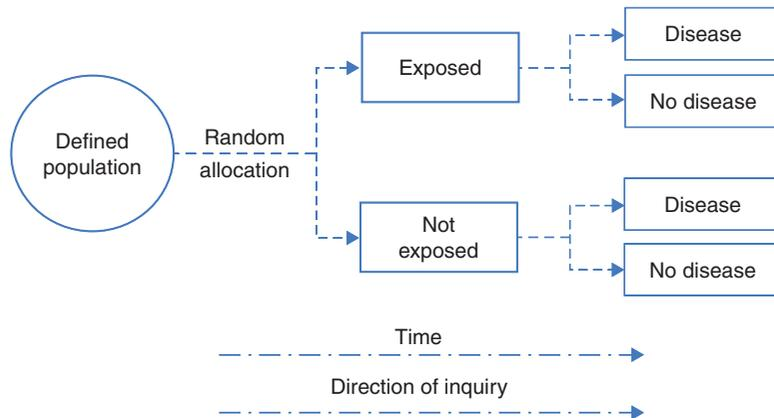 Defined
population
Random
allocation
Exposed
Disease
No disease
Not
exposed
Disease
No disease
Time
Direction of inquiry